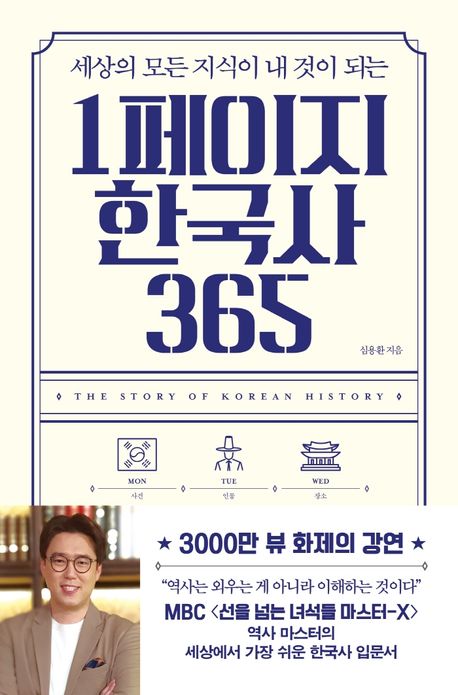 세상의 모든 지식이 내 것이 되는
1페이지
한국사
365
심용환 지음
THE STORY OF KOREAN HISTORY
MON TUE WED
사건 인물 장소
★ 3000만 뷰 화제의 강연 ★
“역사는 외우는 게 아니라 이해하는 것이다”
MBC <선을 넘는 녀석들 마스터-X>
역사 마스터의
세상에서 가장 쉬운 한국사 입문서